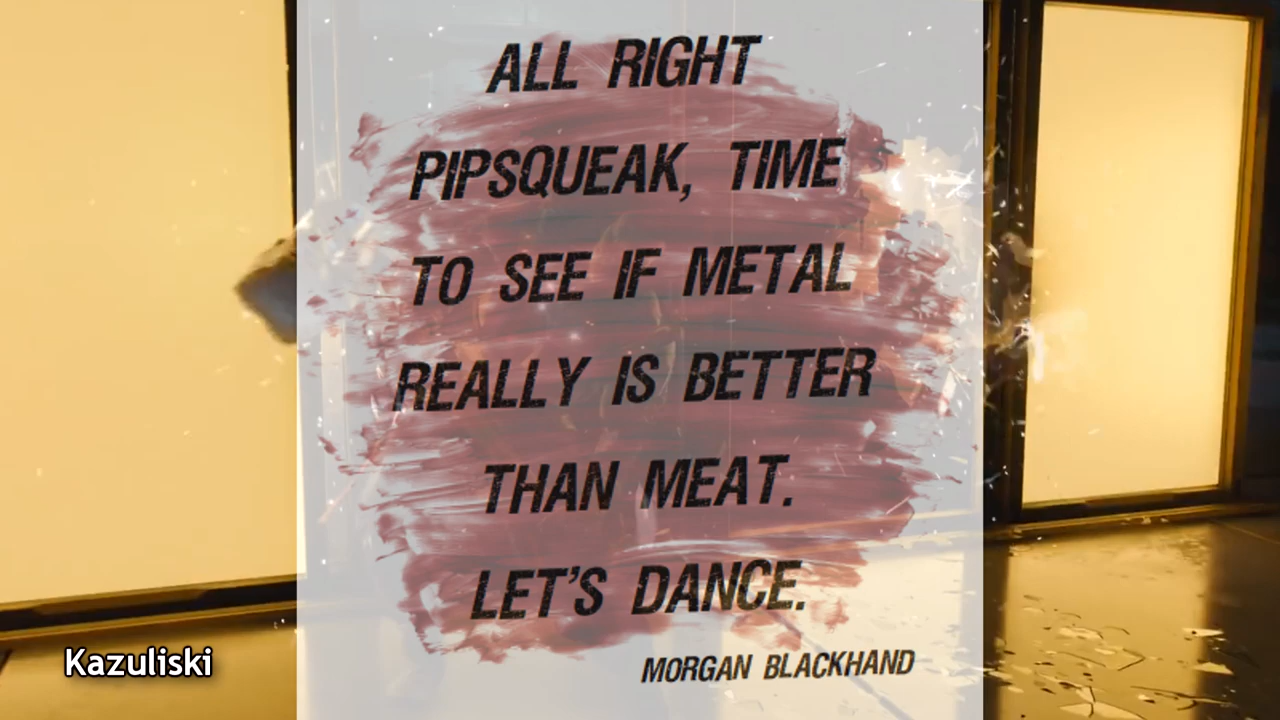 ALL RIGHT
PIPSQUEAK, TIME
TO SEE IF METAL
REALLY IS BETTER
THAN MEAT.
LET'S DANCE.
MORGAN BLACKHAND
Kazuliski